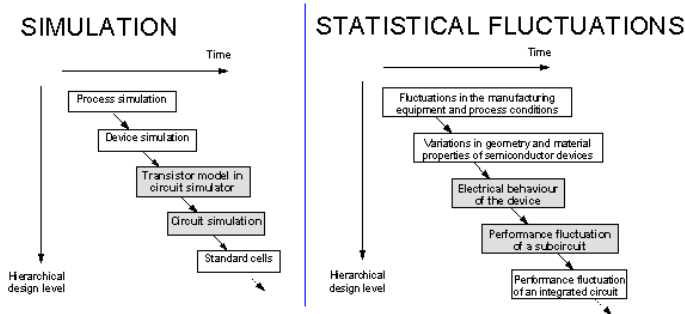 SIMULATION
Time
Process simulation
Device simulation
Transistor model in
circuit simulator
Circuit simulation
Standard cells
Hierarchical
design level
STATISTICAL FLUCTUATIONS
Time
Fluctuations in the manufacturing
equipment and process conditions
Variations in geometry and material
properties of semiconductor devices
Electrical behaviour
of the device
Performance fluctuation
of a subcircuit
Performance fluctuation
of an integrated circuit
Hierarchical
design level